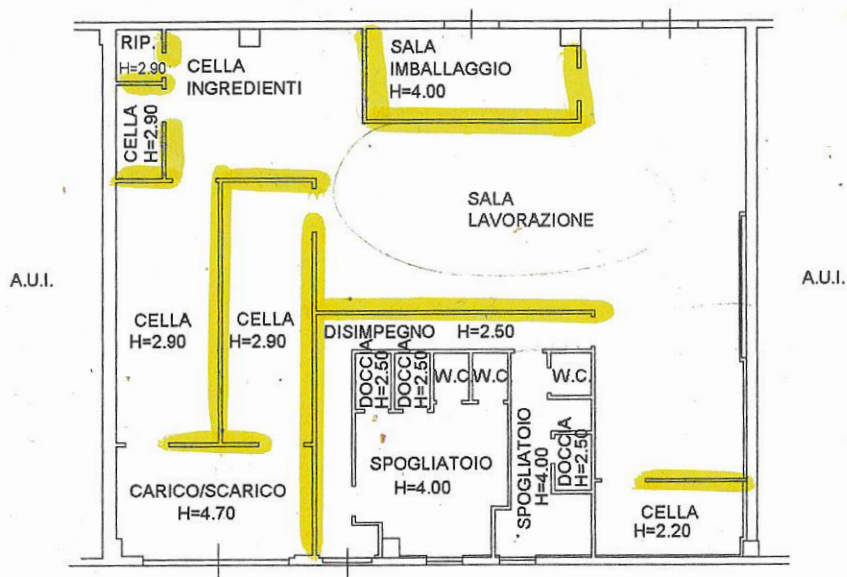 RIP.
H=2.90
CELLA
INGREDIENTI
SALA
IMBALLAGGIO
H=4.00
CELLA
H=2.90
SALA
LAVORAZIONE
A.U.I.
A.U.I.
CELLA
H=2.90
CELLA
H=2.90
DISIMPEGNO H=2.50
DOCCIA
H=2.50
DOCCIA
H=2.50
W.C.
W.C.
W.C.
SPOGLIATOIO
H=4.00
SPOGLIATOIO
H=4.00
DOCCIA
H=2.50
CARICO/SCARICO
H=4.70
CELLA
H=2.20